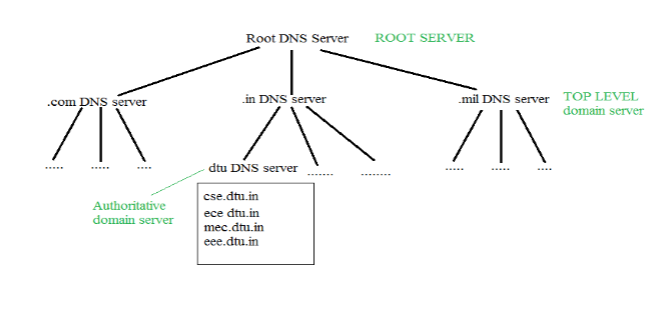 Root DNS Server
ROOT SERVER
.com DNS server
.in DNS server
.mil DNS server
TOP LEVEL
domain server
.....
.....
....
dtu DNS server
.......
........
.....
.....
....
Authoritative
domain server
cse.dtu.in
ece dtu.in
mec.dtu.in
eee.dtu.in